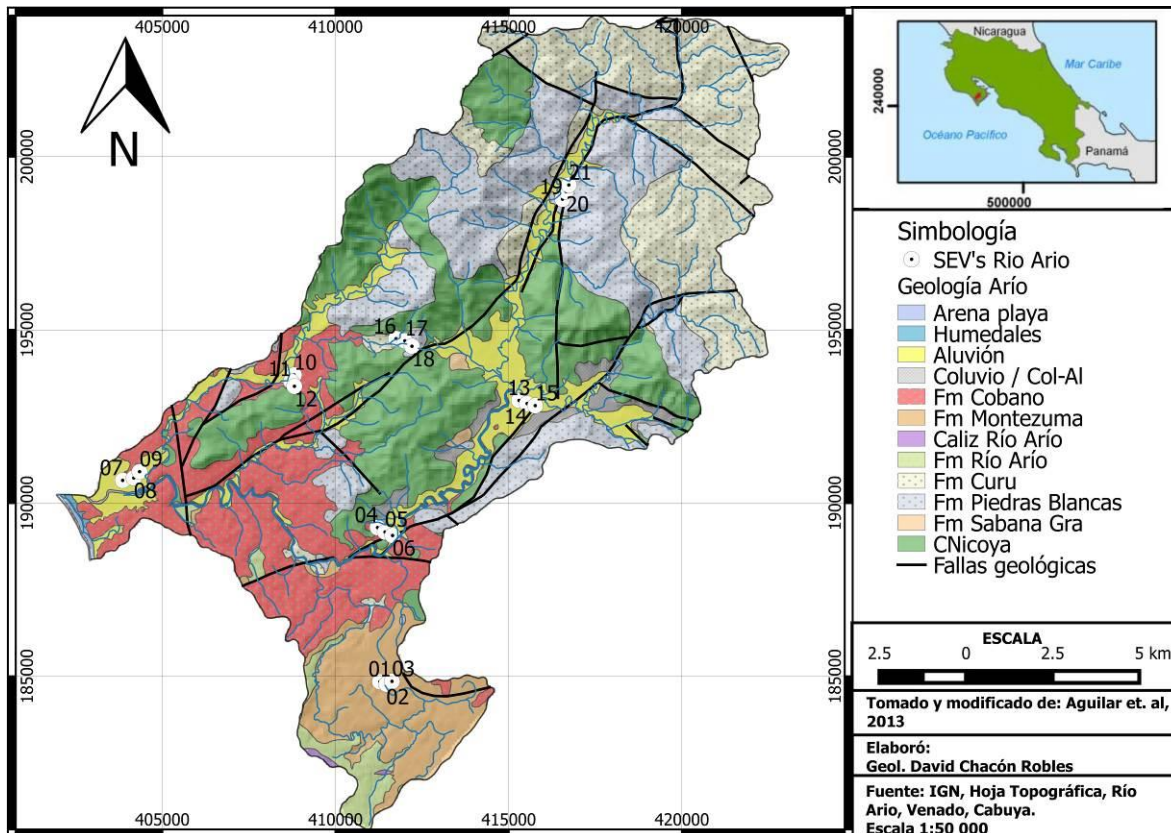 405000 410000 415000 420000
N
200000
195000
190000
185000
21
19
20
16 17
18
10
11
12
13 15
14
09
07
08
04 05
06
0103
02
200000
195000
190000
185000
405000 410000 415000 420000
Nicaragua
Mar Caribe
240000
Océano Pacífico
Panamá
500000
Simbología
SEV's Rio Ario
Geología Arío
Arena playa
Humedales
Aluvión
Coluvio / Col-Al
Fm Cobano
Fm Montezuma
Caliz Río Arío
Fm Río Arío
Fm Curu
Fm Piedras Blancas
Fm Sabana Gra
CNicoya
Fallas geológicas
ESCALA
2.5 0 2.5 5 km
Tomado y modificado de: Aguilar et. al,
2013
Elaboró:
Geol. David Chacón Robles
Fuente: IGN, Hoja Topográfica, Río
Ario, Venado, Cabuya.
Escala 1:50 000